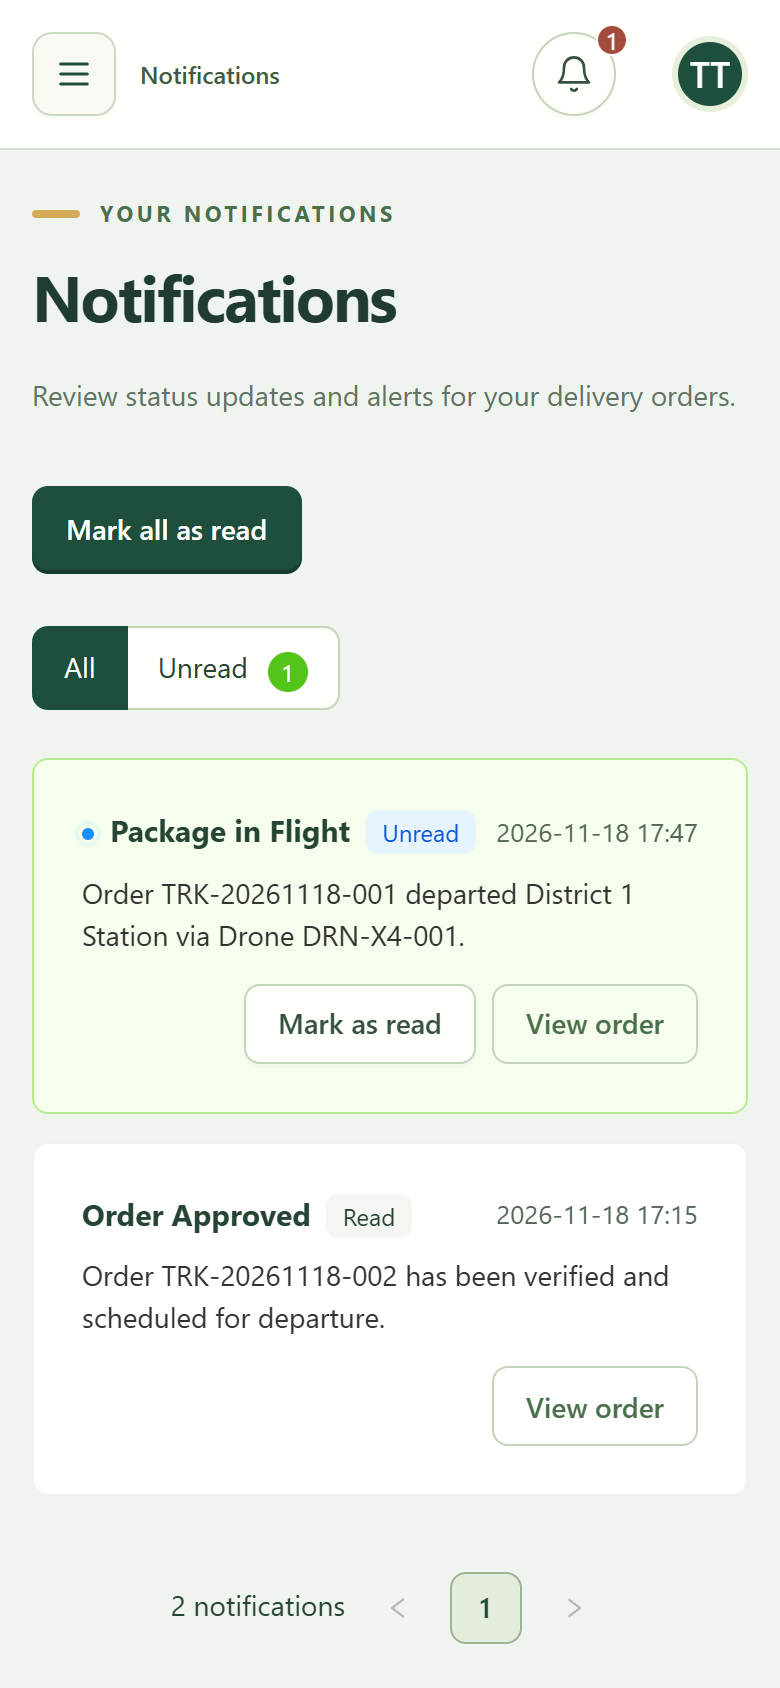 Notifications
1
TT
YOUR NOTIFICATIONS
Notifications
Review status updates and alerts for your delivery orders.
Mark all as read
All
Unread 1
Package in Flight Unread 2026-11-18 17:47
Order TRK-20261118-001 departed District 1
Station via Drone DRN-X4-001.
Mark as read View order
Order Approved Read 2026-11-18 17:15
Order TRK-20261118-002 has been verified and
scheduled for departure.
View order
2 notifications < 1 >